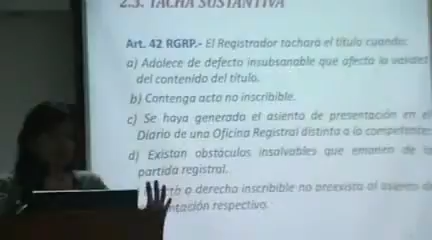 2.3. TACHA SUSTANTIVA
Art. 42 RGRP.- El Registrador tachará el título cuando:
a) Adolece de defecto insubsanable que afecta la validez
del contenido del título.
b) Contenga acto no inscribible.
c) Se haya generado el asiento de presentación en el
Diario de una Oficina Registral distinta a la competente.
d) Existan obstáculos insalvables que emanen de la
partida registral.
o derecho inscribible no preexista al asiento de
respectivo.